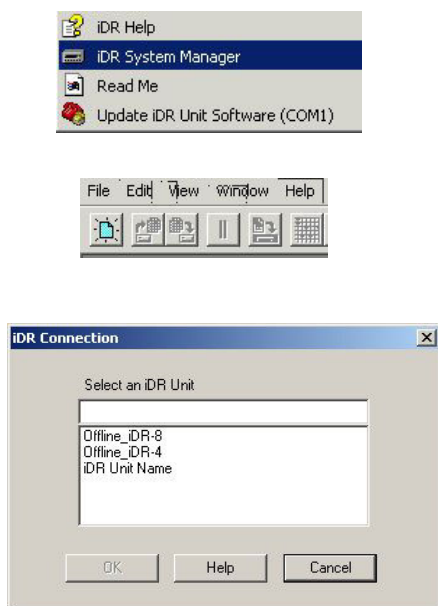 iDR Help
iDR System Manager
Read Me
Update iDR Unit Software (COM1)
File Edit View Window Help
iDR Connection
Select an iDR Unit
Offline_iDR-8
Offline_iDR-4
iDR Unit Name
OK Help Cancel